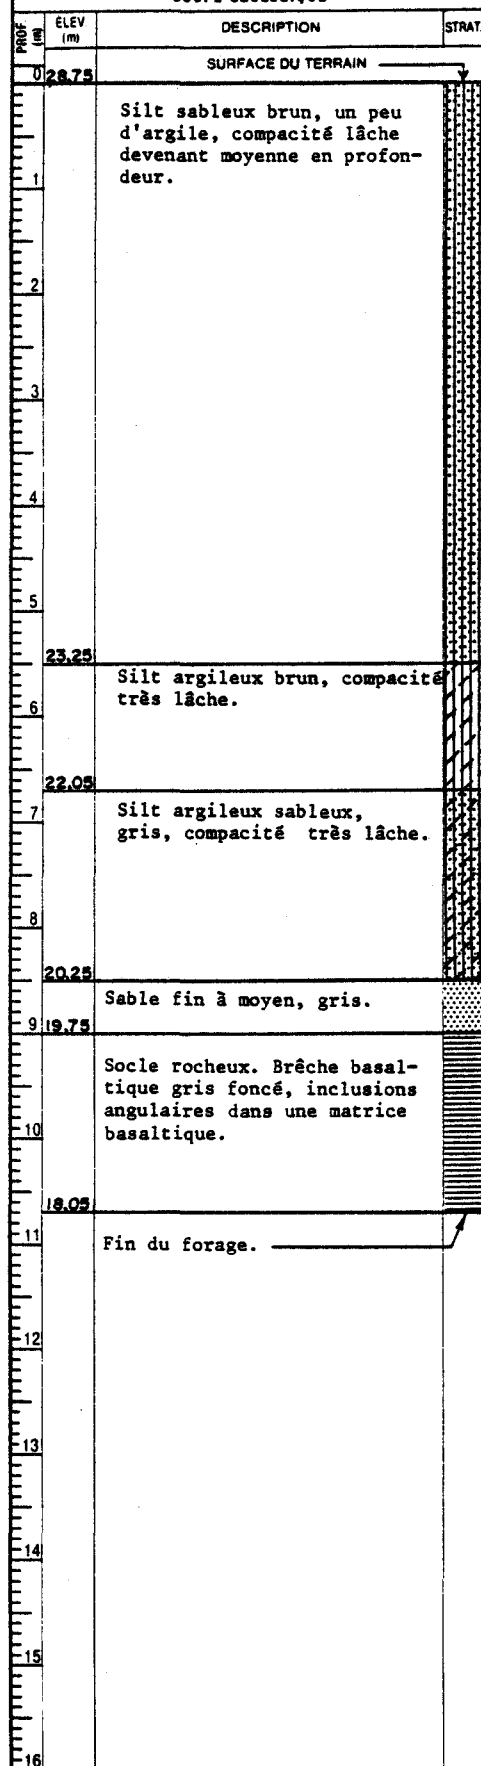 PROF. (m)
ÉLEV (m)
DESCRIPTION
STRAT.
0
28.75
SURFACE DU TERRAIN
Silt sableux brun, un peu
d'argile, compacité lâche
devenant moyenne en profon-
deur.
1
2
3
4
5
23.25
Silt argileux brun, compacité
très lâche.
6
22.05
Silt argileux sableux,
gris, compacité très lâche.
7
8
20.25
Sable fin à moyen, gris.
9
19.75
Socle rocheux. Brêche basal-
tique gris foncé, inclusions
angulaires dans une matrice
basaltique.
10
18.05
11
Fin du forage.
12
13
14
15
16